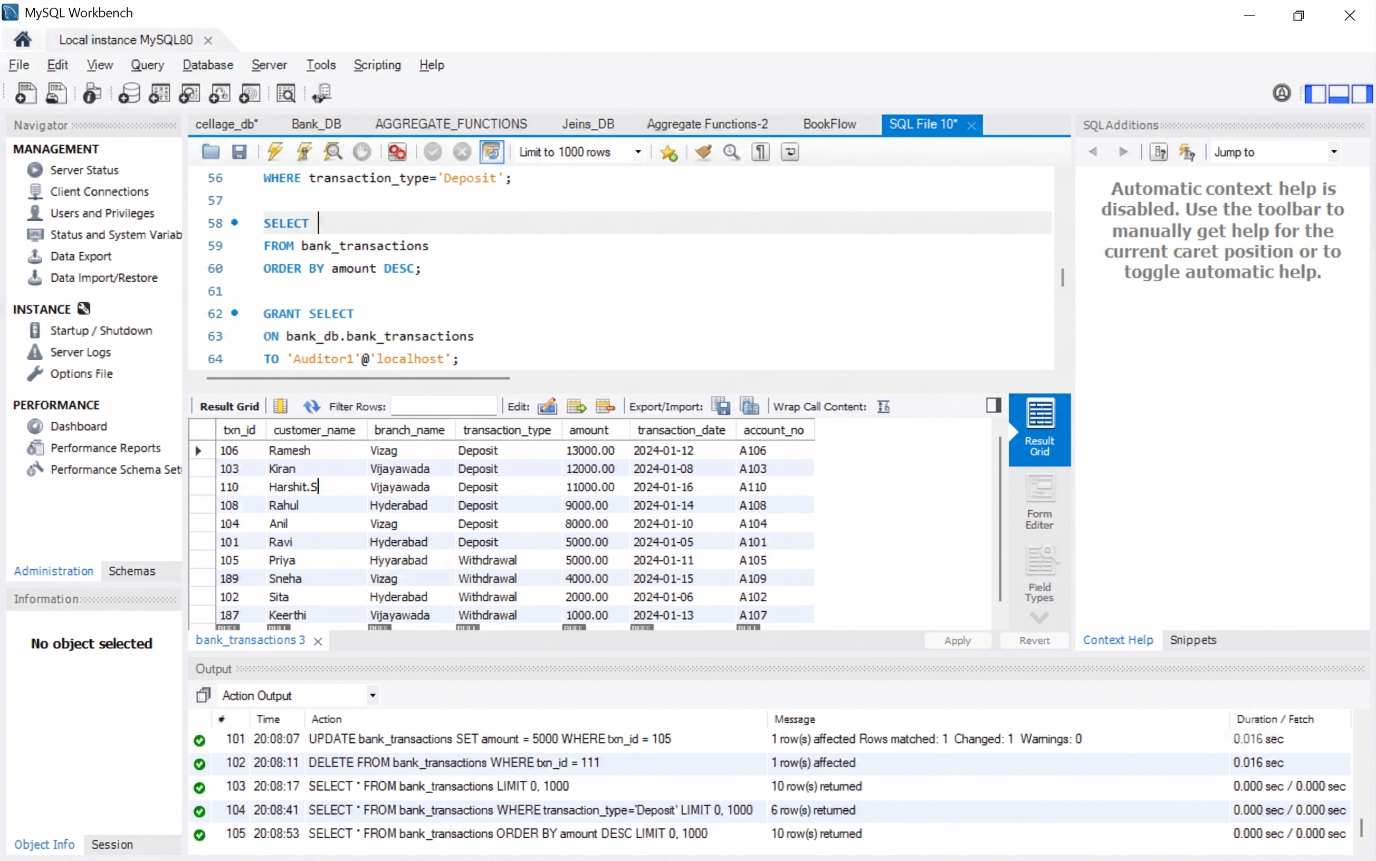 MySQL Workbench
Local instance MySQL80
File Edit View Query Database Server Tools Scripting Help
Navigator
MANAGEMENT
Server Status
Client Connections
Users and Privileges
Status and System Variab
Data Export
Data Import/Restore
INSTANCE
Startup / Shutdown
Server Logs
Options File
PERFORMANCE
Dashboard
Performance Reports
Performance Schema Set
Administration Schemas
Information
No object selected
Object Info Session
cellage_db* Bank_DB AGGREGATE_FUNCTIONS Jeins_DB Aggregate Functions-2 BookFlow SQL File 10*
Limit to 1000 rows
56 WHERE transaction_type='Deposit';
57
58 SELECT
59 FROM bank_transactions
60 ORDER BY amount DESC;
61
62 GRANT SELECT
63 ON bank_db.bank_transactions
64 TO 'Auditor1'@'localhost';
Result Grid Filter Rows: Edit: Export/Import: Wrap Call Content:
txn_id customer_name branch_name transaction_type amount transaction_date account_no
106 Ramesh Vizag Deposit 13000.00 2024-01-12 A106
103 Kiran Vijayawada Deposit 12000.00 2024-01-08 A103
110 Harshit.S Vijayawada Deposit 11000.00 2024-01-16 A110
108 Rahul Hyderabad Deposit 9000.00 2024-01-14 A108
104 Anil Vizag Deposit 8000.00 2024-01-10 A104
101 Ravi Hyderabad Deposit 5000.00 2024-01-05 A101
105 Priya Hyyarabad Withdrawal 5000.00 2024-01-11 A105
189 Sneha Vizag Withdrawal 4000.00 2024-01-15 A109
102 Sita Hyderabad Withdrawal 2000.00 2024-01-06 A102
187 Keerthi Vijayawada Withdrawal 1000.00 2024-01-13 A107
Result Grid
Form Editor
Field Types
bank_transactions 3
Apply Revert
SQLAdditions
Jump to
Automatic context help is
disabled. Use the toolbar to
manually get help for the
current caret position or to
toggle automatic help.
Context Help Snippets
Output
Action Output
# Time Action Message Duration / Fetch
101 20:08:07 UPDATE bank_transactions SET amount = 5000 WHERE txn_id = 105 1 row(s) affected Rows matched: 1 Changed: 1 Warnings: 0 0.016 sec
102 20:08:11 DELETE FROM bank_transactions WHERE txn_id = 111 1 row(s) affected 0.016 sec
103 20:08:17 SELECT * FROM bank_transactions LIMIT 0, 1000 10 row(s) returned 0.000 sec / 0.000 sec
104 20:08:41 SELECT * FROM bank_transactions WHERE transaction_type='Deposit' LIMIT 0, 1000 6 row(s) returned 0.000 sec / 0.000 sec
105 20:08:53 SELECT * FROM bank_transactions ORDER BY amount DESC LIMIT 0, 1000 10 row(s) returned 0.000 sec / 0.000 sec